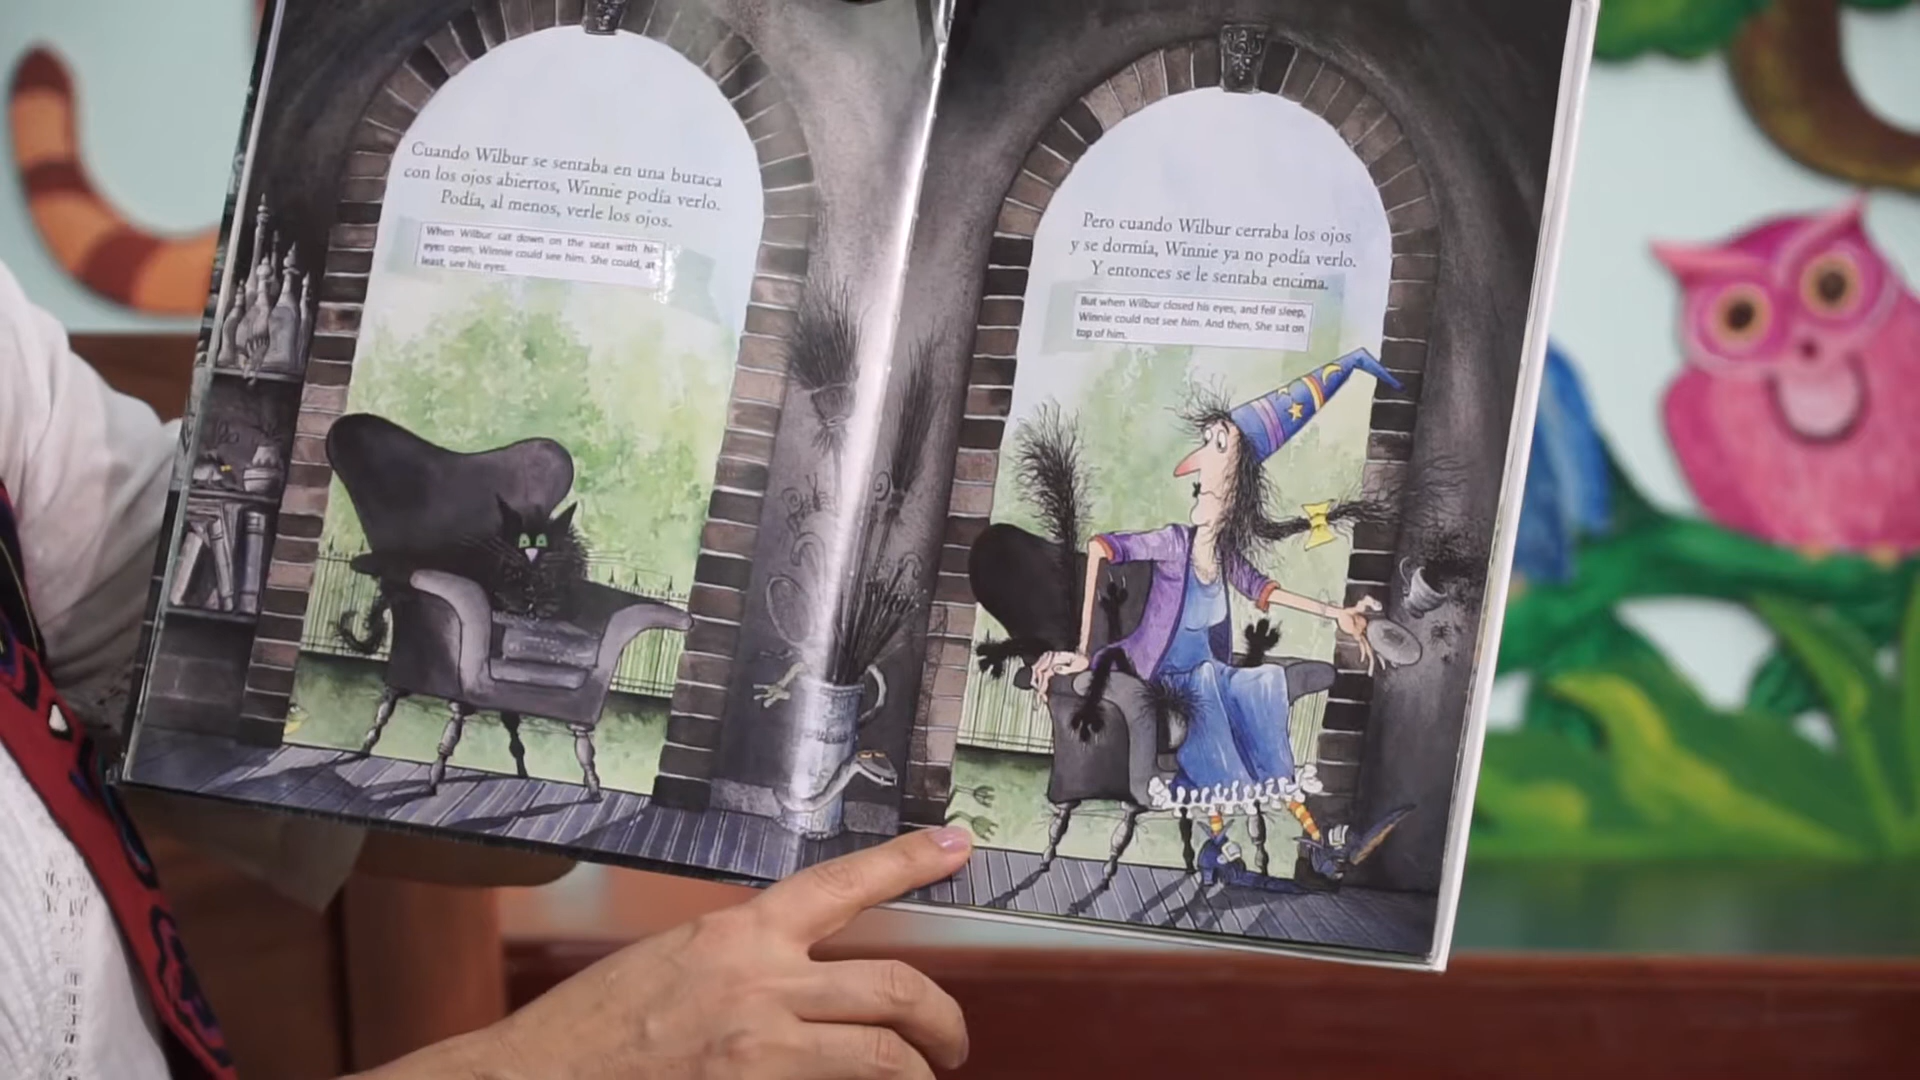 Cuando Wilbur se sentaba en una butaca
con los ojos abiertos, Winnie podía verlo.
Podía, al menos, verle los ojos.
When Wilbur sat down on the seat with his
eyes open, Winnie could see him. She could, at
least, see his eyes.
Pero cuando Wilbur cerraba los ojos
y se dormía, Winnie ya no podía verlo.
Y entonces se le sentaba encima.
But when Wilbur closed his eyes, and fell sleep,
Winnie could not see him. And then, She sat on
top of him.